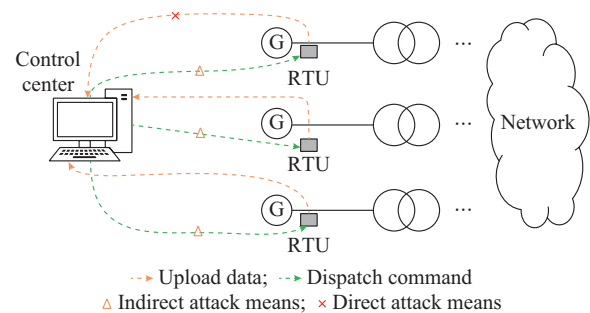 G
Control
center
RTU
...
G
Network
RTU
...
G
...
RTU
Upload data; Dispatch command
Indirect attack means; Direct attack means